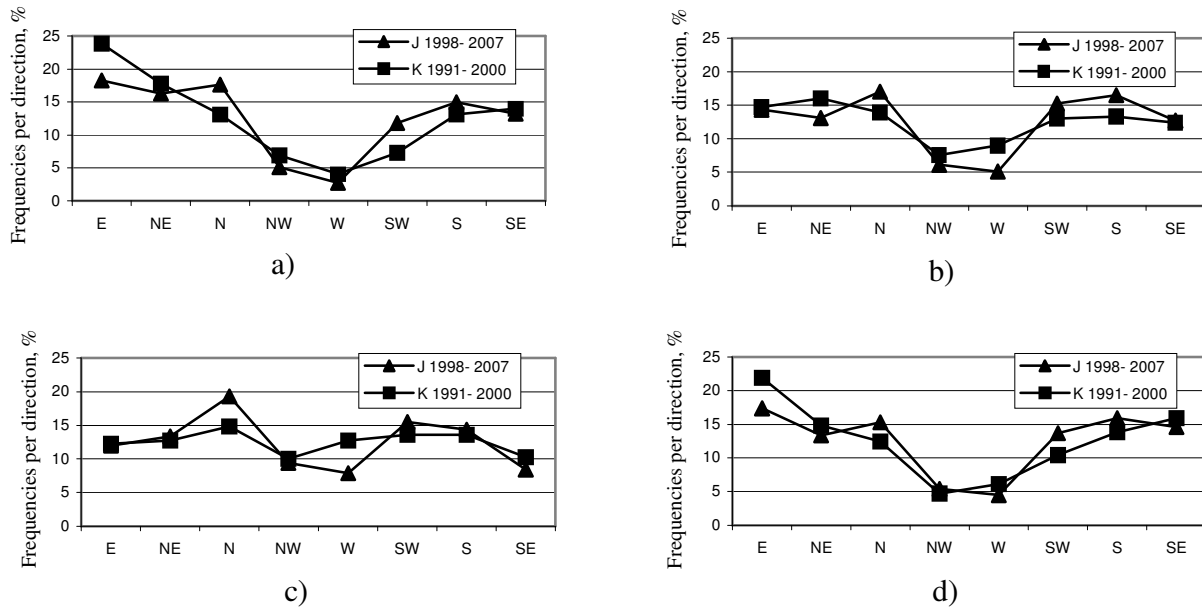 Frequencies per direction, %
25
20
15
10
5
0
J 1998- 2007
K 1991- 2000
E NE N NW W SW S SE
a)
Frequencies per direction, %
25
20
15
10
5
0
J 1998- 2007
K 1991- 2000
E NE N NW W SW S SE
b)
Frequencies per direction, %
25
20
15
10
5
0
J 1998- 2007
K 1991- 2000
E NE N NW W SW S SE
c)
Frequencies per direction, %
25
20
15
10
5
0
J 1998- 2007
K 1991- 2000
E NE N NW W SW S SE
d)